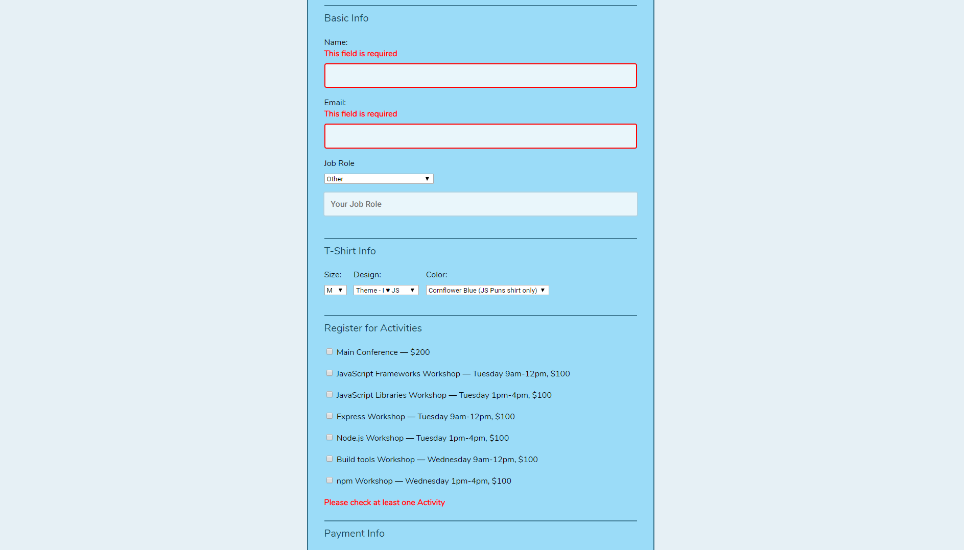 Basic Info
Name:
This field is required
Email:
This field is required
Job Role
Other
Your Job Role
T-Shirt Info
Size: Design: Color:
M Theme - I ♥ JS Cornflower Blue (JS Puns shirt only)
Register for Activities
Main Conference — $200
JavaScript Frameworks Workshop — Tuesday 9am-12pm, $100
JavaScript Libraries Workshop — Tuesday 1pm-4pm, $100
Express Workshop — Tuesday 9am-12pm, $100
Node.js Workshop — Tuesday 1pm-4pm, $100
Build tools Workshop — Wednesday 9am-12pm, $100
npm Workshop — Wednesday 1pm-4pm, $100
Please check at least one Activity
Payment Info